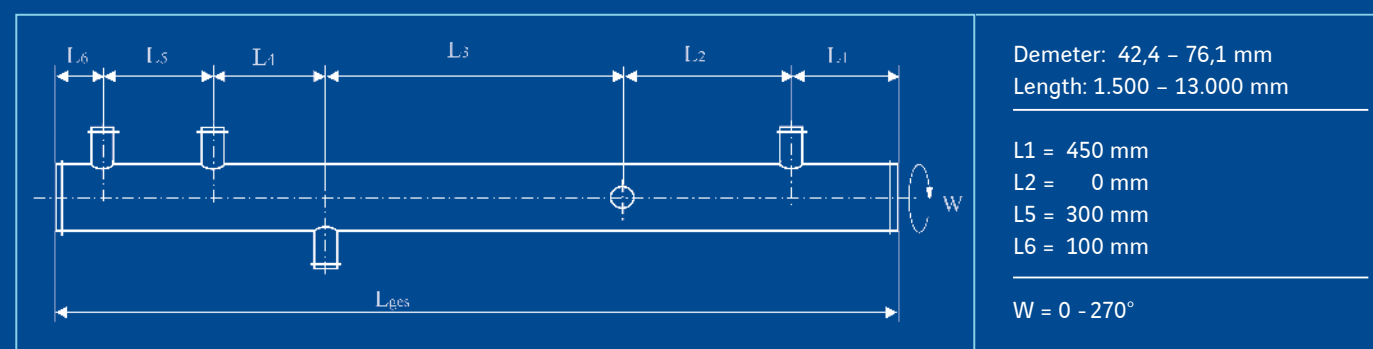 L6 L5 L4 L3 L2 L1
W
Lges
Demeter: 42,4 – 76,1 mm
Length: 1.500 – 13.000 mm
L1 = 450 mm
L2 = 0 mm
L5 = 300 mm
L6 = 100 mm
W = 0 - 270°